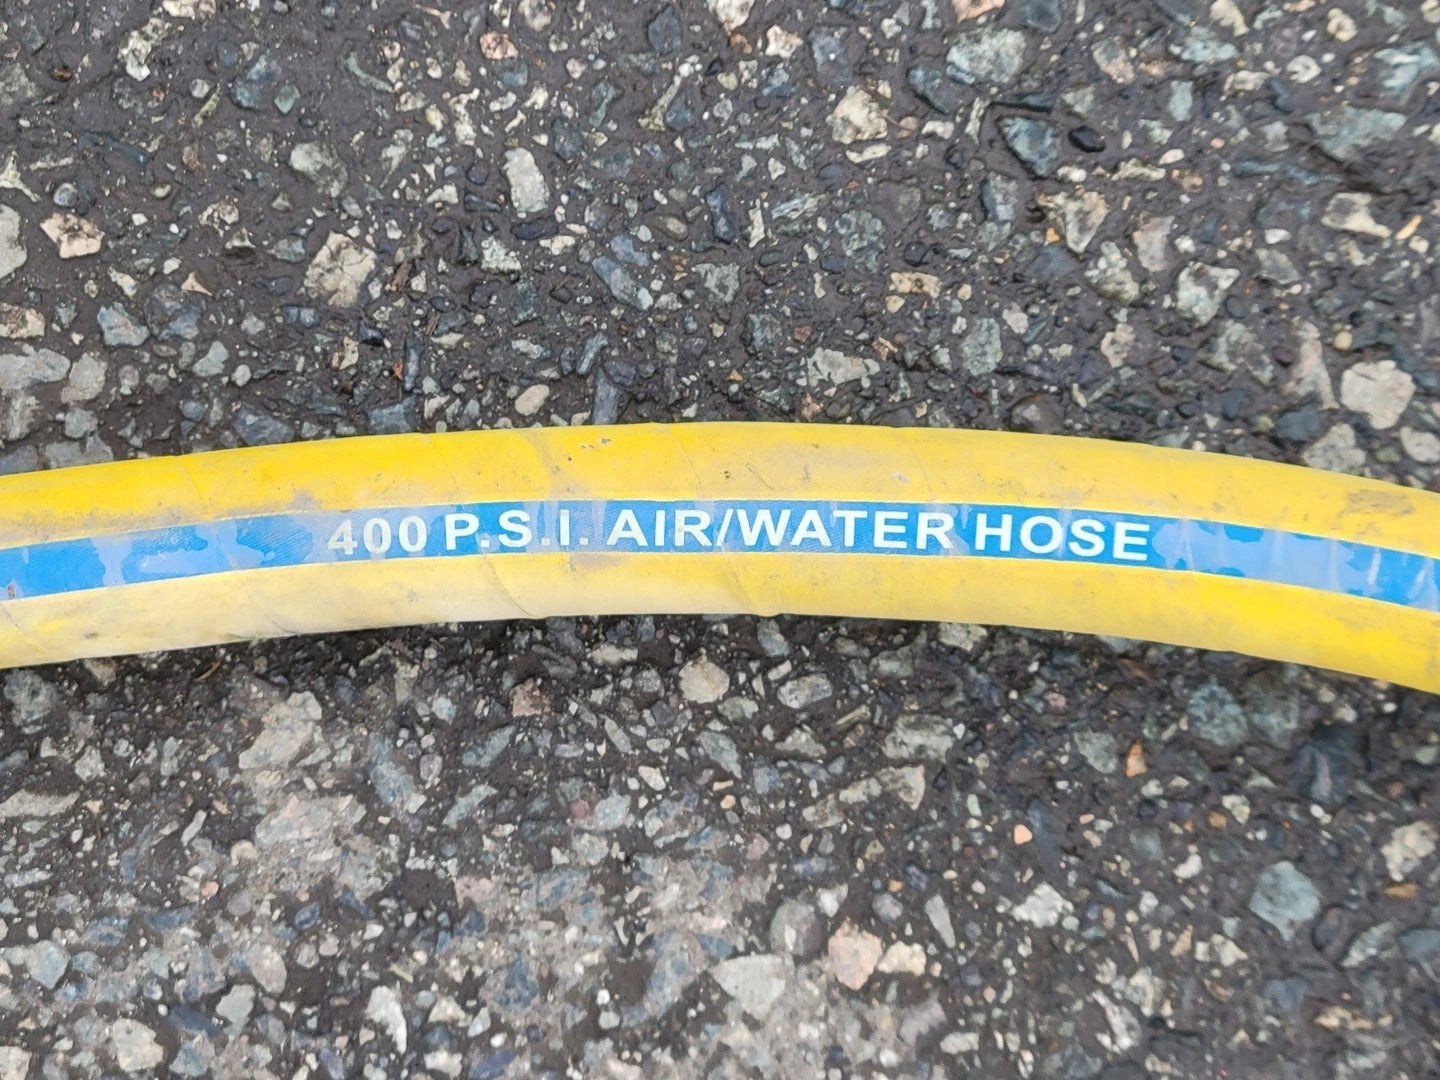 400 P.S.I. AIR/WATER HOSE